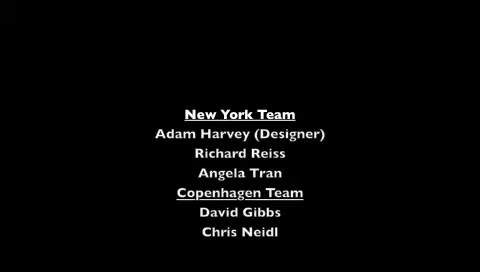 New York Team
Adam Harvey (Designer)
Richard Reiss
Angela Tran
Copenhagen Team
David Gibbs
Chris Neidl